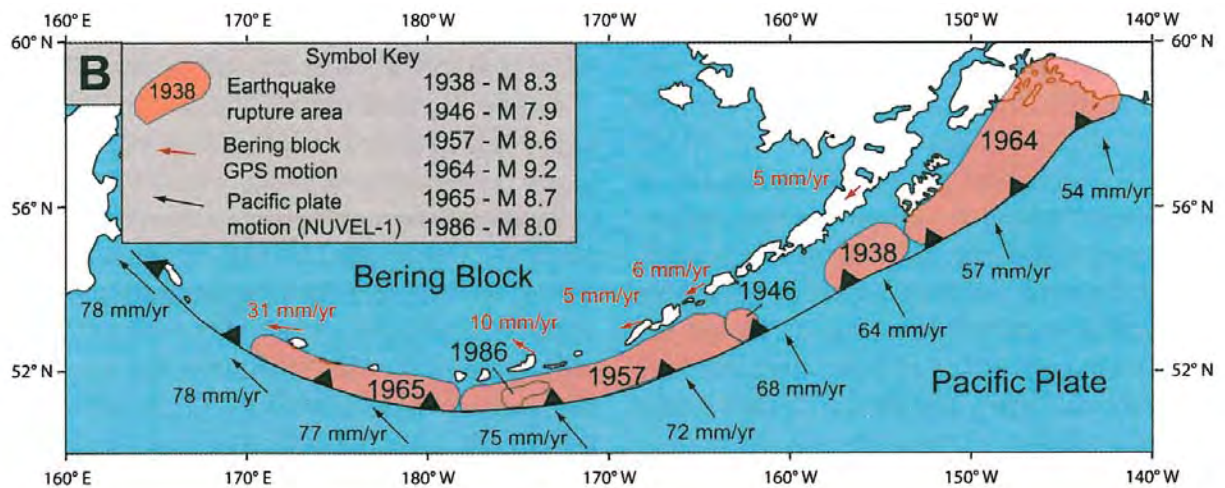 160°E 170°E 180°W 170°W 160°W 150°W 140°W
60° N 60° N
B
Symbol Key
1938 Earthquake 1938 - M 8.3
rupture area 1946 - M 7.9
Bering block 1957 - M 8.6
GPS motion 1964 - M 9.2
Pacific plate 1965 - M 8.7
motion (NUVEL-1) 1986 - M 8.0
1964
5 mm/yr
54 mm/yr
56° N 56° N
1938
57 mm/yr
Bering Block
6 mm/yr
78 mm/yr
31 mm/yr
5 mm/yr
1946
64 mm/yr
10 mm/yr
1986
52° N 52° N
1965
1957
68 mm/yr
Pacific Plate
78 mm/yr
77 mm/yr
75 mm/yr
72 mm/yr
160° E 170° E 180° W 170° W 160° W 150° W 140° W